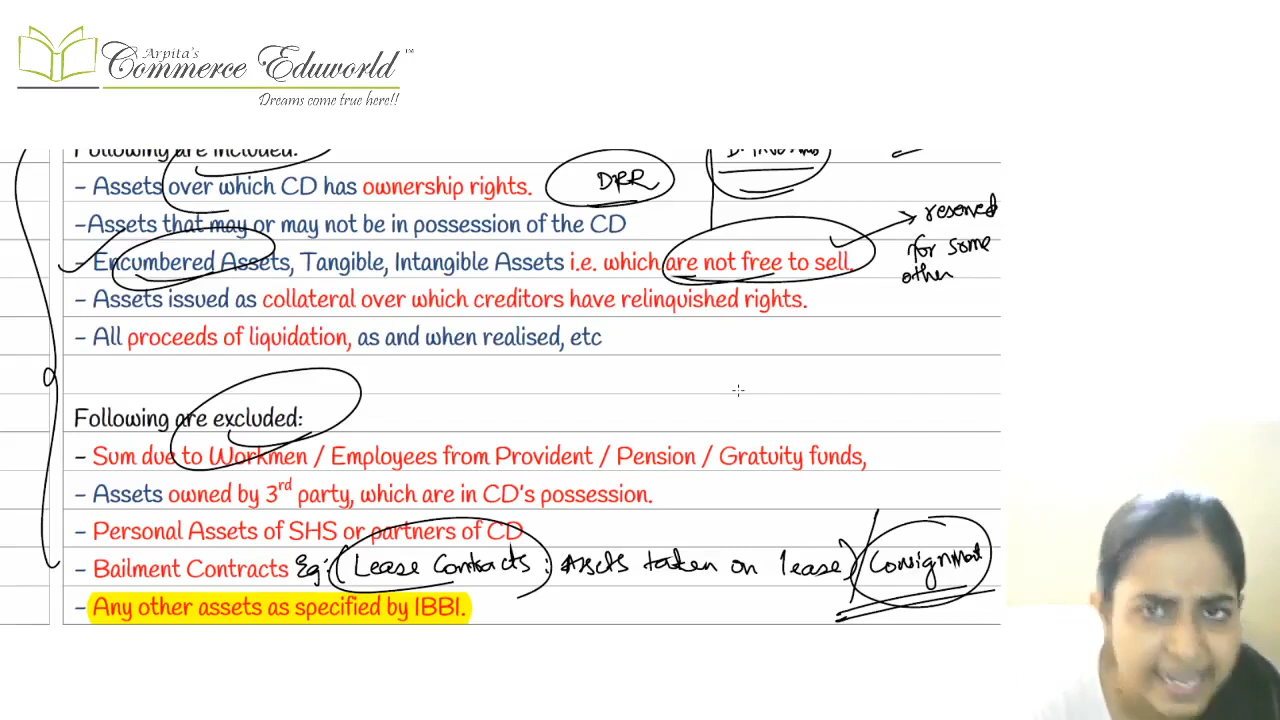 Arpita's
Commerce Eduworld™
Dreams come true here!!
Following are included:
- Assets over which CD has ownership rights.
DRR
-Assets that may or may not be in possession of the CD
- Encumbered Assets, Tangible, Intangible Assets i.e. which are not free to sell.
reserved
for some
other
- Assets issued as collateral over which creditors have relinquished rights.
- All proceeds of liquidation, as and when realised, etc
Following are excluded:
- Sum due to Workmen / Employees from Provident / Pension / Gratuity funds,
- Assets owned by 3rd party, which are in CD's possession.
- Personal Assets of SHS or partners of CD
- Bailment Contracts Eg: (Lease Contracts: Assets taken on lease) Consignment
- Any other assets as specified by IBBI.